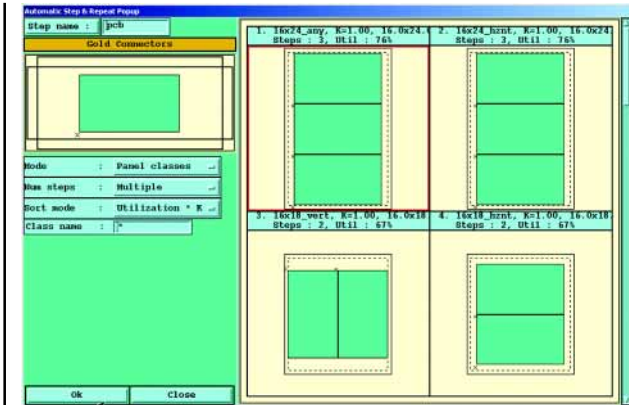 Automatic Step & Repeat Popup
Step name : pcb
Gold Connectors
Mode : Panel classes
Num steps : Multiple
Sort mode : Utilization * K
Class name : *
Ok
Close
1. 16x24_any, K=1.00, 16.0x24.
Steps : 3, Util : 76%
2. 16x24_hznt, K=1.00, 16.0x24.
Steps : 3, Util : 76%
3. 16x18_vert, K=1.00, 16.0x18
Steps : 2, Util : 67%
4. 16x18_hznt, K=1.00, 16.0x18.
Steps : 2, Util : 67%